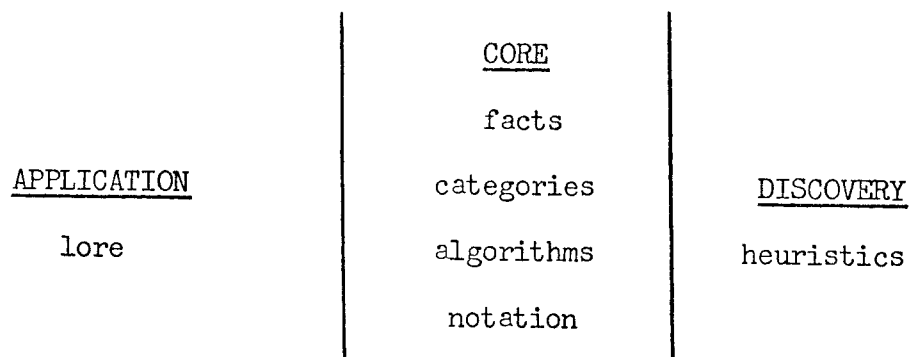 CORE
facts
APPLICATION
categories
DISCOVERY
lore
algorithms
heuristics
notation